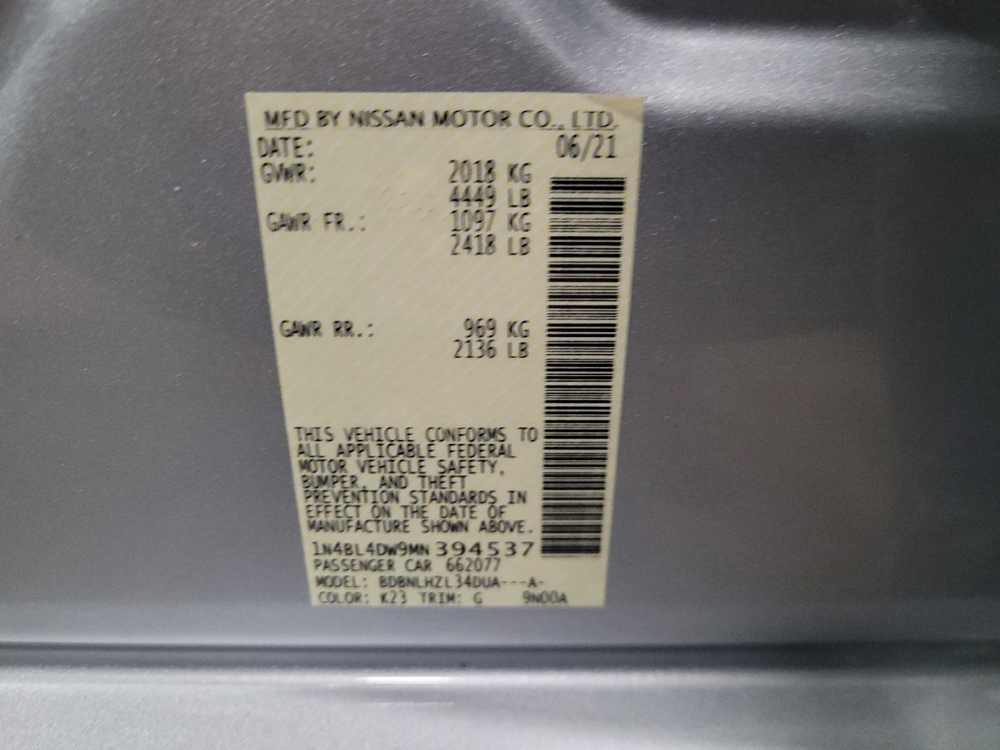 MFD BY NISSAN MOTOR CO., LTD.
DATE: 06/21
GVWR: 2018 KG
4449 LB
GAWR FR.: 1097 KG
2418 LB
GAWR RR.: 969 KG
2136 LB
THIS VEHICLE CONFORMS TO
ALL APPLICABLE FEDERAL
MOTOR VEHICLE SAFETY,
BUMPER, AND THEFT
PREVENTION STANDARDS IN
EFFECT ON THE DATE OF
MANUFACTURE SHOWN ABOVE.
1N4BL4DW9MN394537
PASSENGER CAR 662077
MODEL: BDBNLHZL34DUA---A-
COLOR: K23 TRIM: G 9N00A